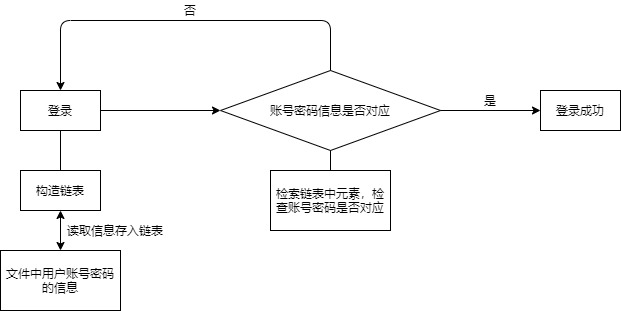 否
登录
账号密码信息是否对应
是
登录成功
构造链表
检索链表中元素，检
查账号密码是否对应
读取信息存入链表
文件中用户账号密码
的信息